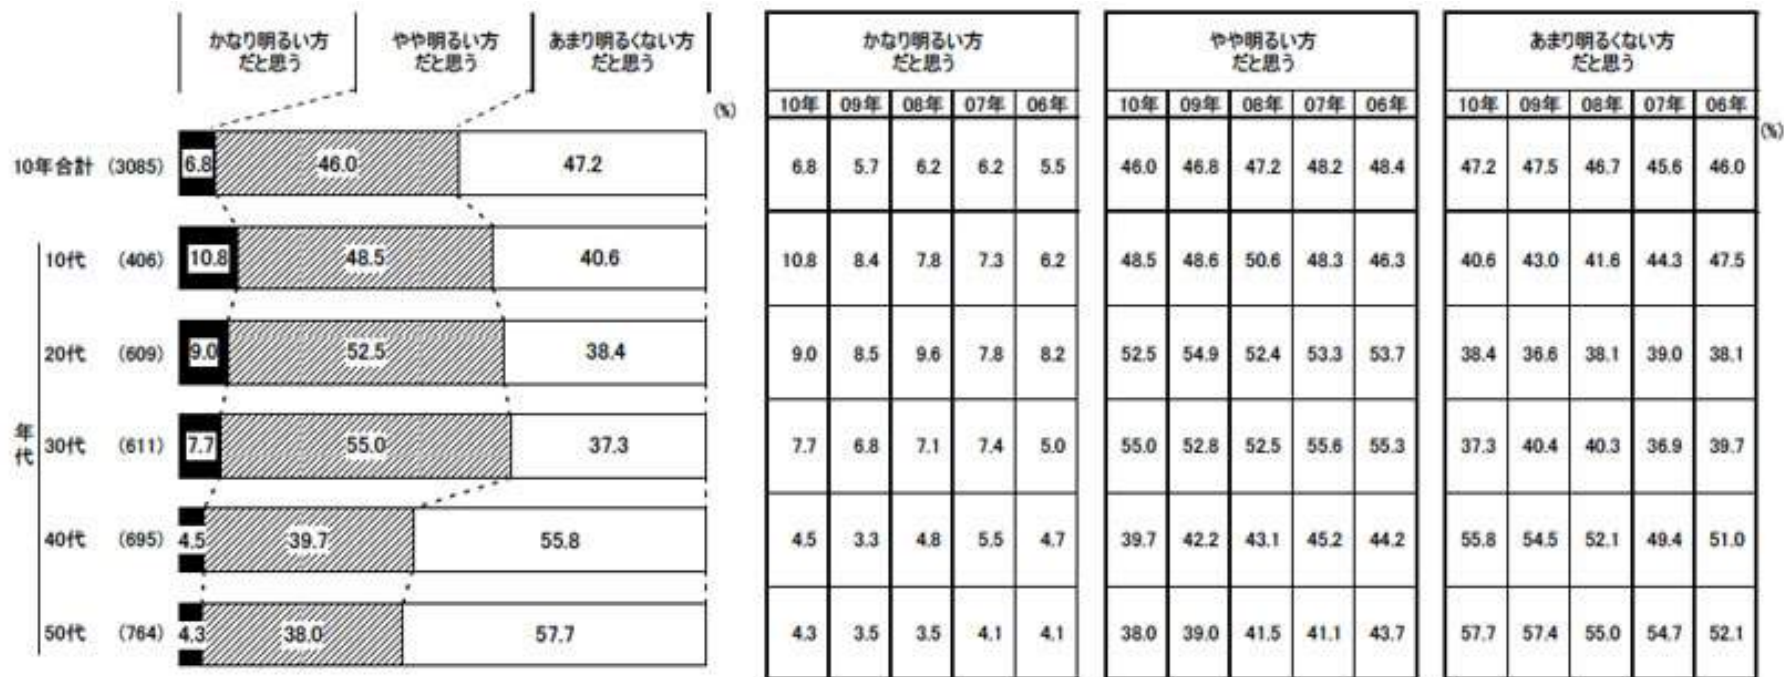 かなり明るい方
だと思う
やや明るい方
だと思う
あまり明るくない方
だと思う
(%)
10年合計 (3085) 6.8 46.0 47.2
年代
10代 (406) 10.8 48.5 40.6
20代 (609) 9.0 52.5 38.4
30代 (611) 7.7 55.0 37.3
40代 (695) 4.5 39.7 55.8
50代 (764) 4.3 38.0 57.7
かなり明るい方
だと思う
10年 09年 08年 07年 06年
6.8 5.7 6.2 6.2 5.5
10.8 8.4 7.8 7.3 6.2
9.0 8.5 9.6 7.8 8.2
7.7 6.8 7.1 7.4 5.0
4.5 3.3 4.8 5.5 4.7
4.3 3.5 3.5 4.1 4.1
やや明るい方
だと思う
10年 09年 08年 07年 06年
46.0 46.8 47.2 48.2 48.4
48.5 48.6 50.6 48.3 46.3
52.5 54.9 52.4 53.3 53.7
55.0 52.8 52.5 55.6 55.3
39.7 42.2 43.1 45.2 44.2
38.0 39.0 41.5 41.1 43.7
あまり明るくない方
だと思う
10年 09年 08年 07年 06年
(%)
47.2 47.5 46.7 45.6 46.0
40.6 43.0 41.6 44.3 47.5
38.4 36.6 38.1 39.0 38.1
37.3 40.4 40.3 36.9 39.7
55.8 54.5 52.1 49.4 51.0
57.7 57.4 55.0 54.7 52.1